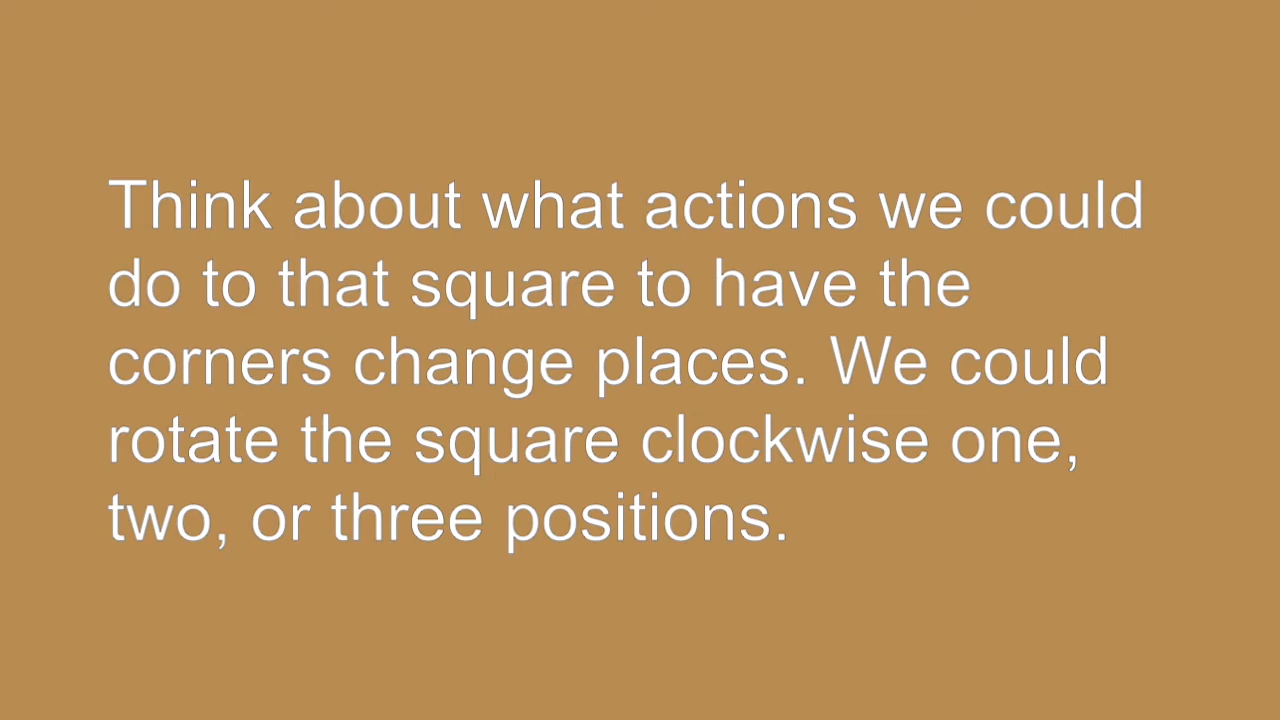 Think about what actions we could
do to that square to have the
corners change places. We could
rotate the square clockwise one,
two, or three positions.